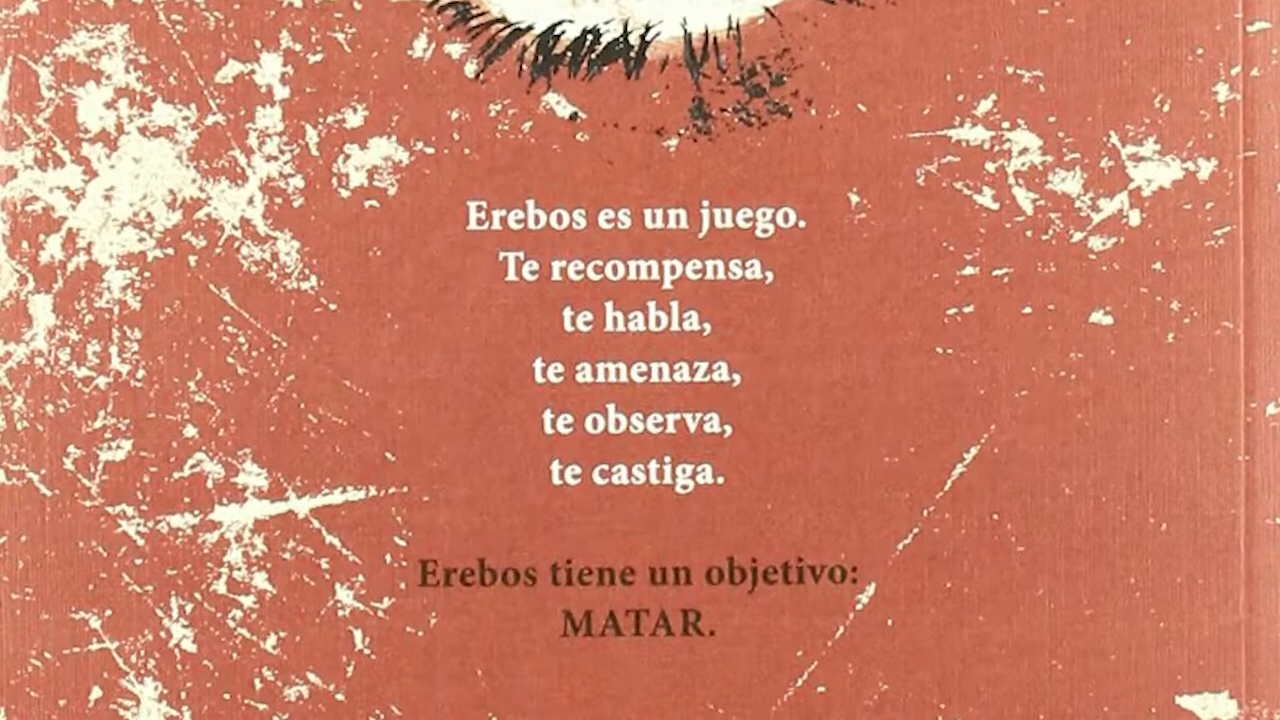 Erebos es un juego.
Te recompensa,
te habla,
te amenaza,
te observa,
te castiga.
Erebos tiene un objetivo:
MATAR.